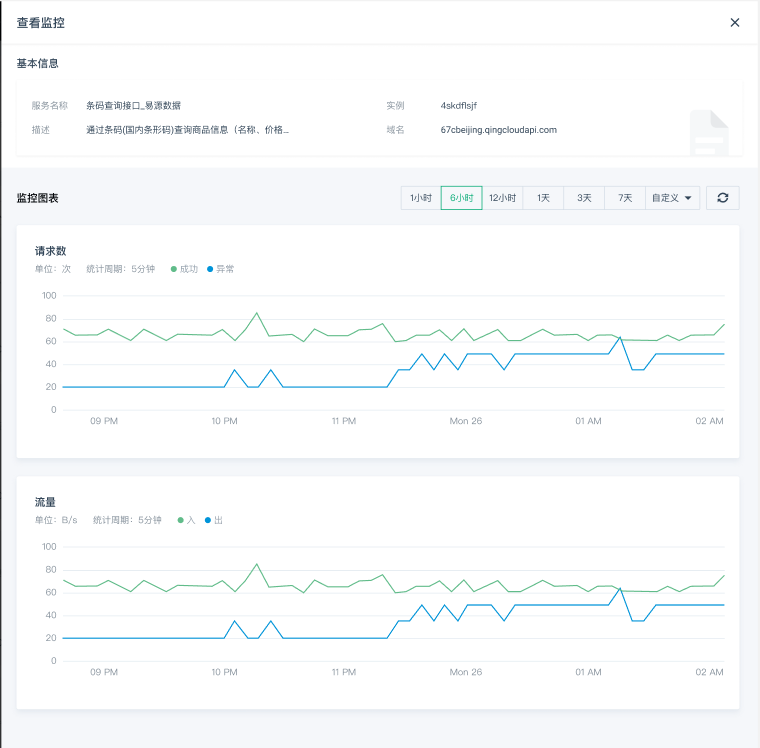 查看监控
基本信息
服务名称 条码查询接口_易源数据 实例 4skdflsjf
描述 通过条码(国内条形码)查询商品信息（名称、价格... 域名 67cbeijing.qingcloudapi.com
监控图表 1小时 6小时 12小时 1天 3天 7天 自定义
请求数
单位：次 统计周期：5分钟 成功 异常
100
80
60
40
20
0
09 PM 10 PM 11 PM Mon 26 01 AM 02 AM
流量
单位：B/s 统计周期：5分钟 入 出
100
80
60
40
20
0
09 PM 10 PM 11 PM Mon 26 01 AM 02 AM